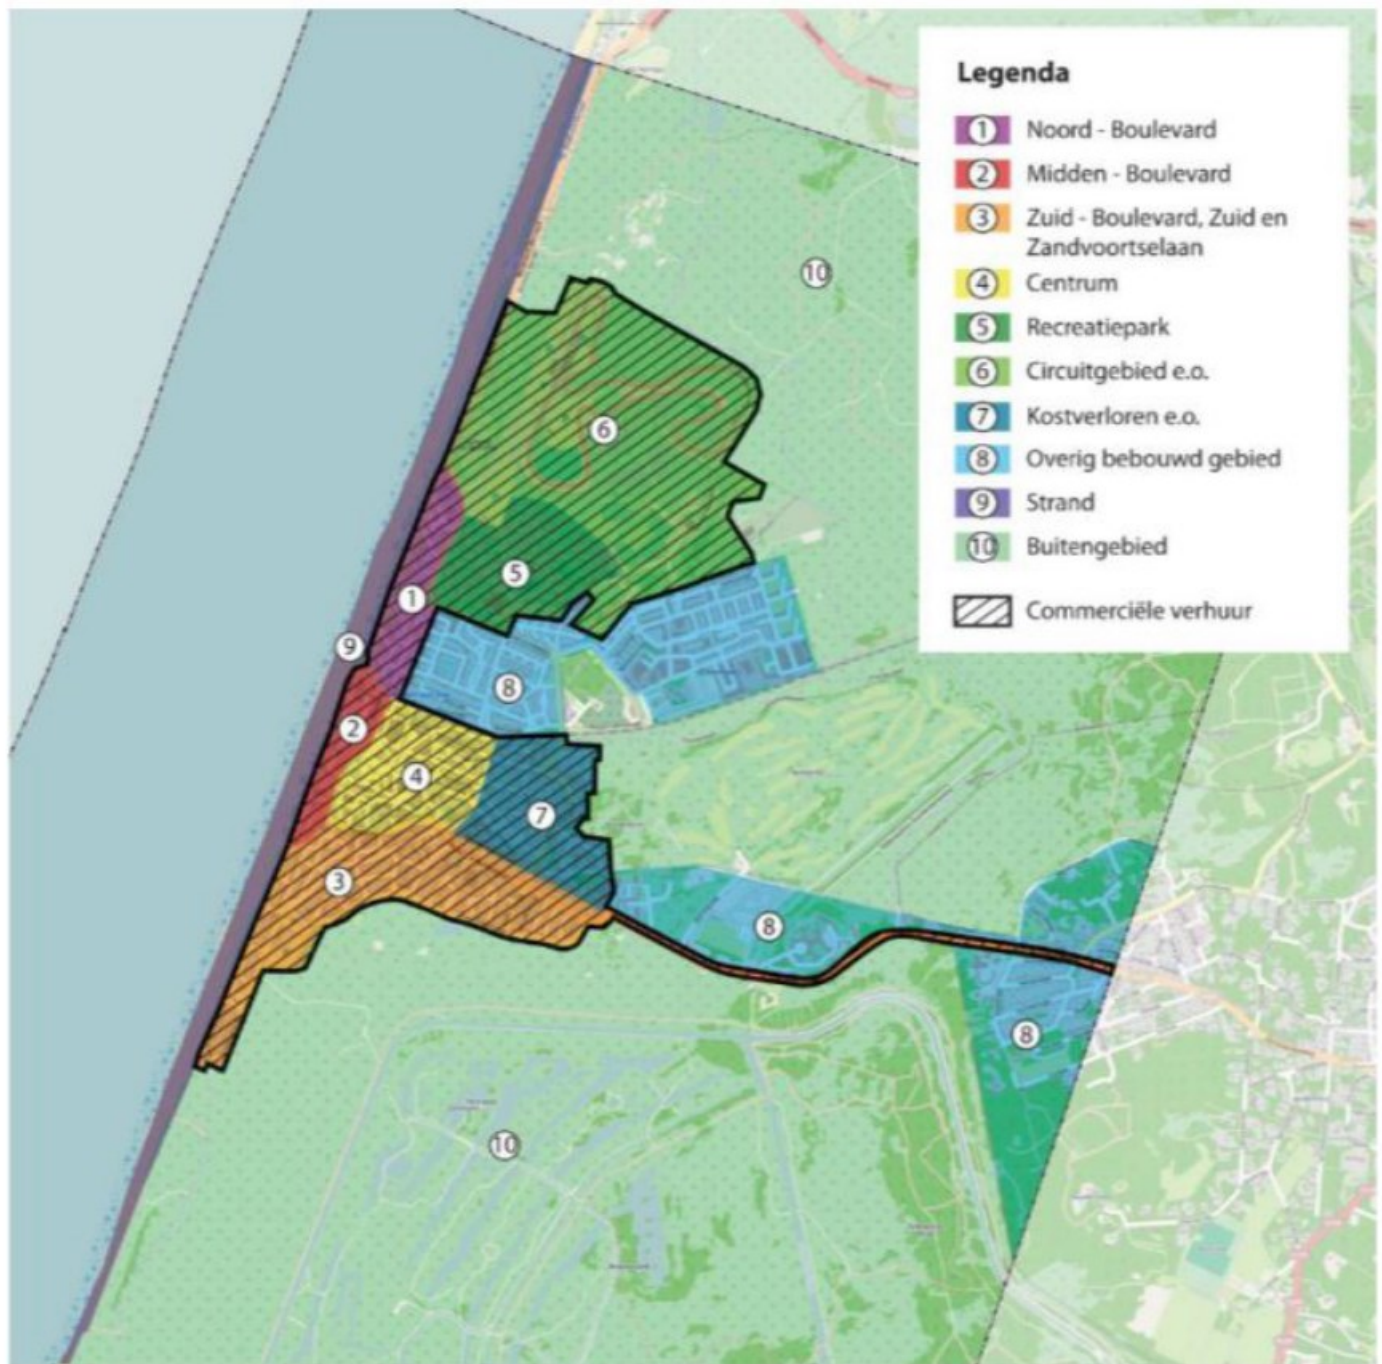 Legenda
1 Noord - Boulevard
2 Midden - Boulevard
3 Zuid - Boulevard, Zuid en
Zandvoortselaan
4 Centrum
5 Recreatiepark
6 Circuitgebied e.o.
7 Kostverloren e.o.
8 Overig bebouwd gebied
9 Strand
10 Buitengebied
Commerciële verhuur
10
6
5
1
9
8
2
4
7
3
8
8
10